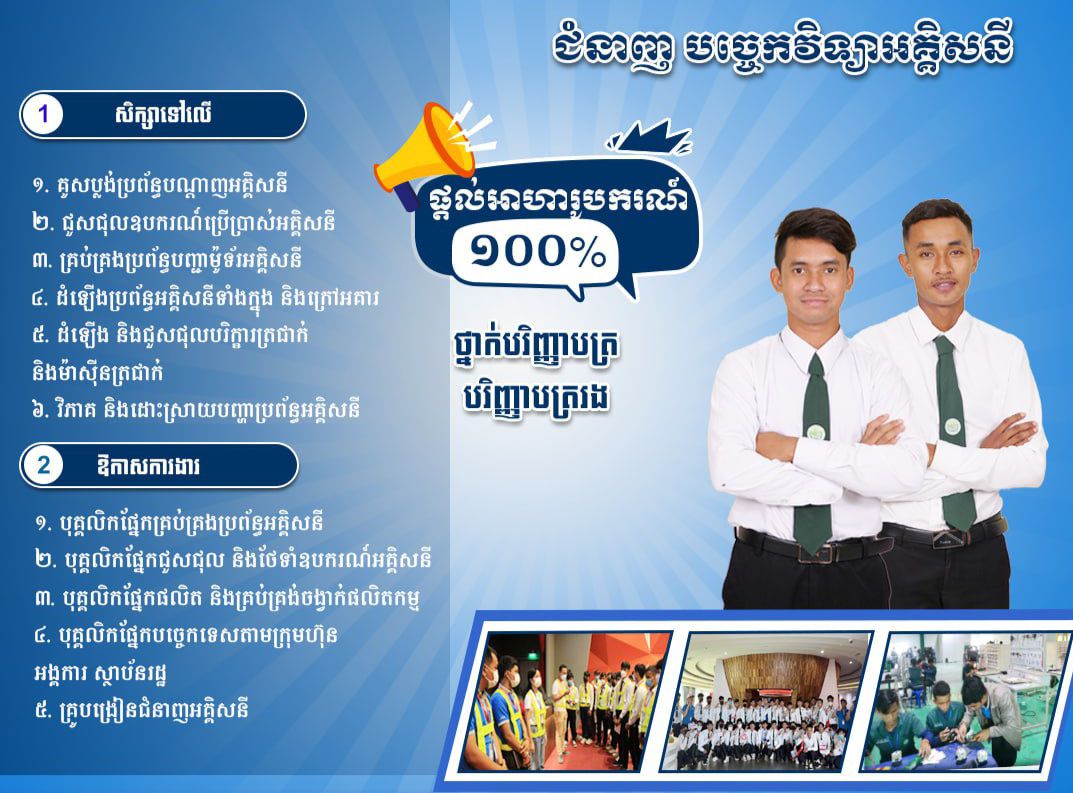 ជំនាញ បច្ចេកវិទ្យាអគ្គិសនី
1 សិក្សាទៅលើ
១. គូសប្លង់ប្រព័ន្ធបណ្តាញអគ្គិសនី
២. ជួសជុលឧបករណ៍ប្រើប្រាស់អគ្គិសនី
៣. គ្រប់គ្រងប្រព័ន្ធបញ្ជាម៉ូទ័រអគ្គិសនី
៤. ដំឡើងប្រព័ន្ធអគ្គិសនីទាំងក្នុង និងក្រៅអគារ
៥. ដំឡើង និងជួសជុលបរិក្ខារត្រជាក់
និងម៉ាស៊ីនត្រជាក់
៦. វិភាគ និងដោះស្រាយបញ្ហាប្រព័ន្ធអគ្គិសនី
2 ឱកាសការងារ
១. បុគ្គលិកផ្នែកគ្រប់គ្រងប្រព័ន្ធអគ្គិសនី
២. បុគ្គលិកផ្នែកជួសជុល និងថែទាំឧបករណ៍អគ្គិសនី
៣. បុគ្គលិកផ្នែកផលិត និងគ្រប់គ្រង់ចង្វាក់ផលិតកម្ម
៤. បុគ្គលិកផ្នែកបច្ចេកទេសតាមក្រុមហ៊ុន
អង្គការ ស្ថាប័នរដ្ឋ
៥. គ្រូបង្រៀនជំនាញអគ្គិសនី
ផ្តល់អាហារូបករណ៍
១០០%
ថ្នាក់បរិញ្ញាបត្រ
បរិញ្ញាបត្ររង